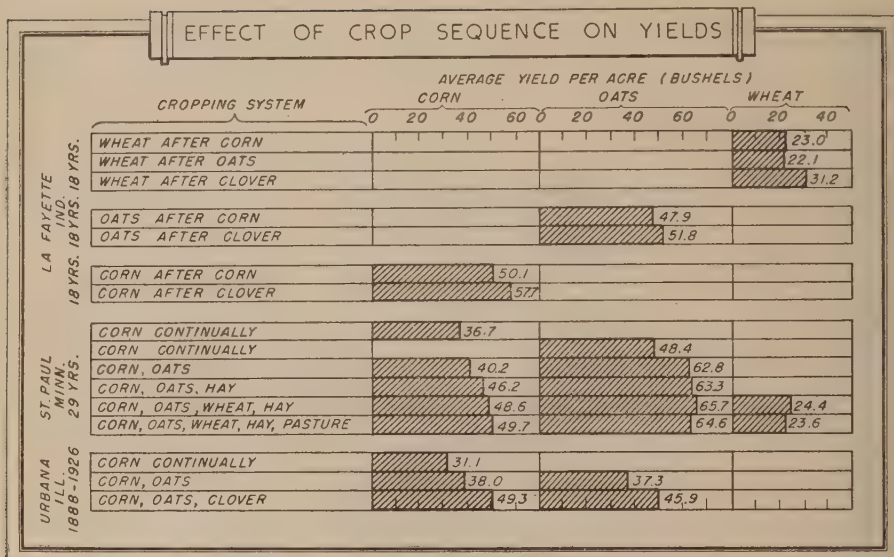 EFFECT OF CROP SEQUENCE ON YIELDS
AVERAGE YIELD PER ACRE (BUSHELS)
CROPPING SYSTEM CORN OATS WHEAT
0 20 40 60 0 20 40 60 0 20 40
LA FAYETTE IND.
18 YRS.
WHEAT AFTER CORN 23.0
WHEAT AFTER OATS 22.1
WHEAT AFTER CLOVER 31.2
18 YRS.
OATS AFTER CORN 47.9
OATS AFTER CLOVER 51.8
18 YRS.
CORN AFTER CORN 50.1
CORN AFTER CLOVER 57.7
ST. PAUL MINN. 29 YRS.
CORN CONTINUALLY 36.7
CORN CONTINUALLY 48.4
CORN, OATS 40.2 62.8
CORN, OATS, HAY 46.2 63.3
CORN, OATS, WHEAT, HAY 48.6 65.7 24.4
CORN, OATS, WHEAT, HAY, PASTURE 49.7 64.6 23.6
URBANA ILL. 1888-1926
CORN CONTINUALLY 31.1
CORN, OATS 38.0 37.3
CORN, OATS, CLOVER 49.3 45.9